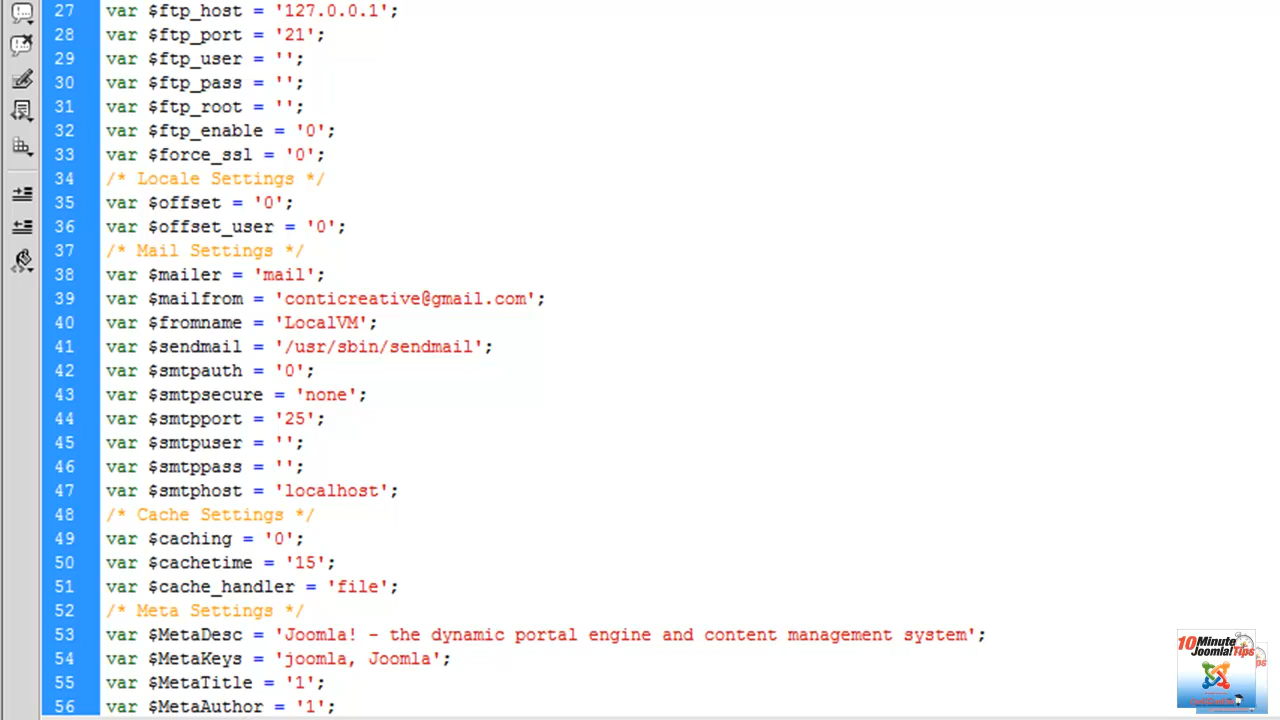 27 var $ftp_host = '127.0.0.1';
28 var $ftp_port = '21';
29 var $ftp_user = '';
30 var $ftp_pass = '';
31 var $ftp_root = '';
32 var $ftp_enable = '0';
33 var $force_ssl = '0';
34 /* Locale Settings */
35 var $offset = '0';
36 var $offset_user = '0';
37 /* Mail Settings */
38 var $mailer = 'mail';
39 var $mailfrom = 'conticreative@gmail.com';
40 var $fromname = 'LocalVM';
41 var $sendmail = '/usr/sbin/sendmail';
42 var $smtpauth = '0';
43 var $smtpsecure = 'none';
44 var $smtpport = '25';
45 var $smtpuser = '';
46 var $smtppass = '';
47 var $smtphost = 'localhost';
48 /* Cache Settings */
49 var $caching = '0';
50 var $cachetime = '15';
51 var $cache_handler = 'file';
52 /* Meta Settings */
53 var $MetaDesc = 'Joomla! - the dynamic portal engine and content management system';
54 var $MetaKeys = 'joomla, Joomla';
55 var $MetaTitle = '1';
56 var $MetaAuthor = '1';
10 Minute
Joomla! Tips